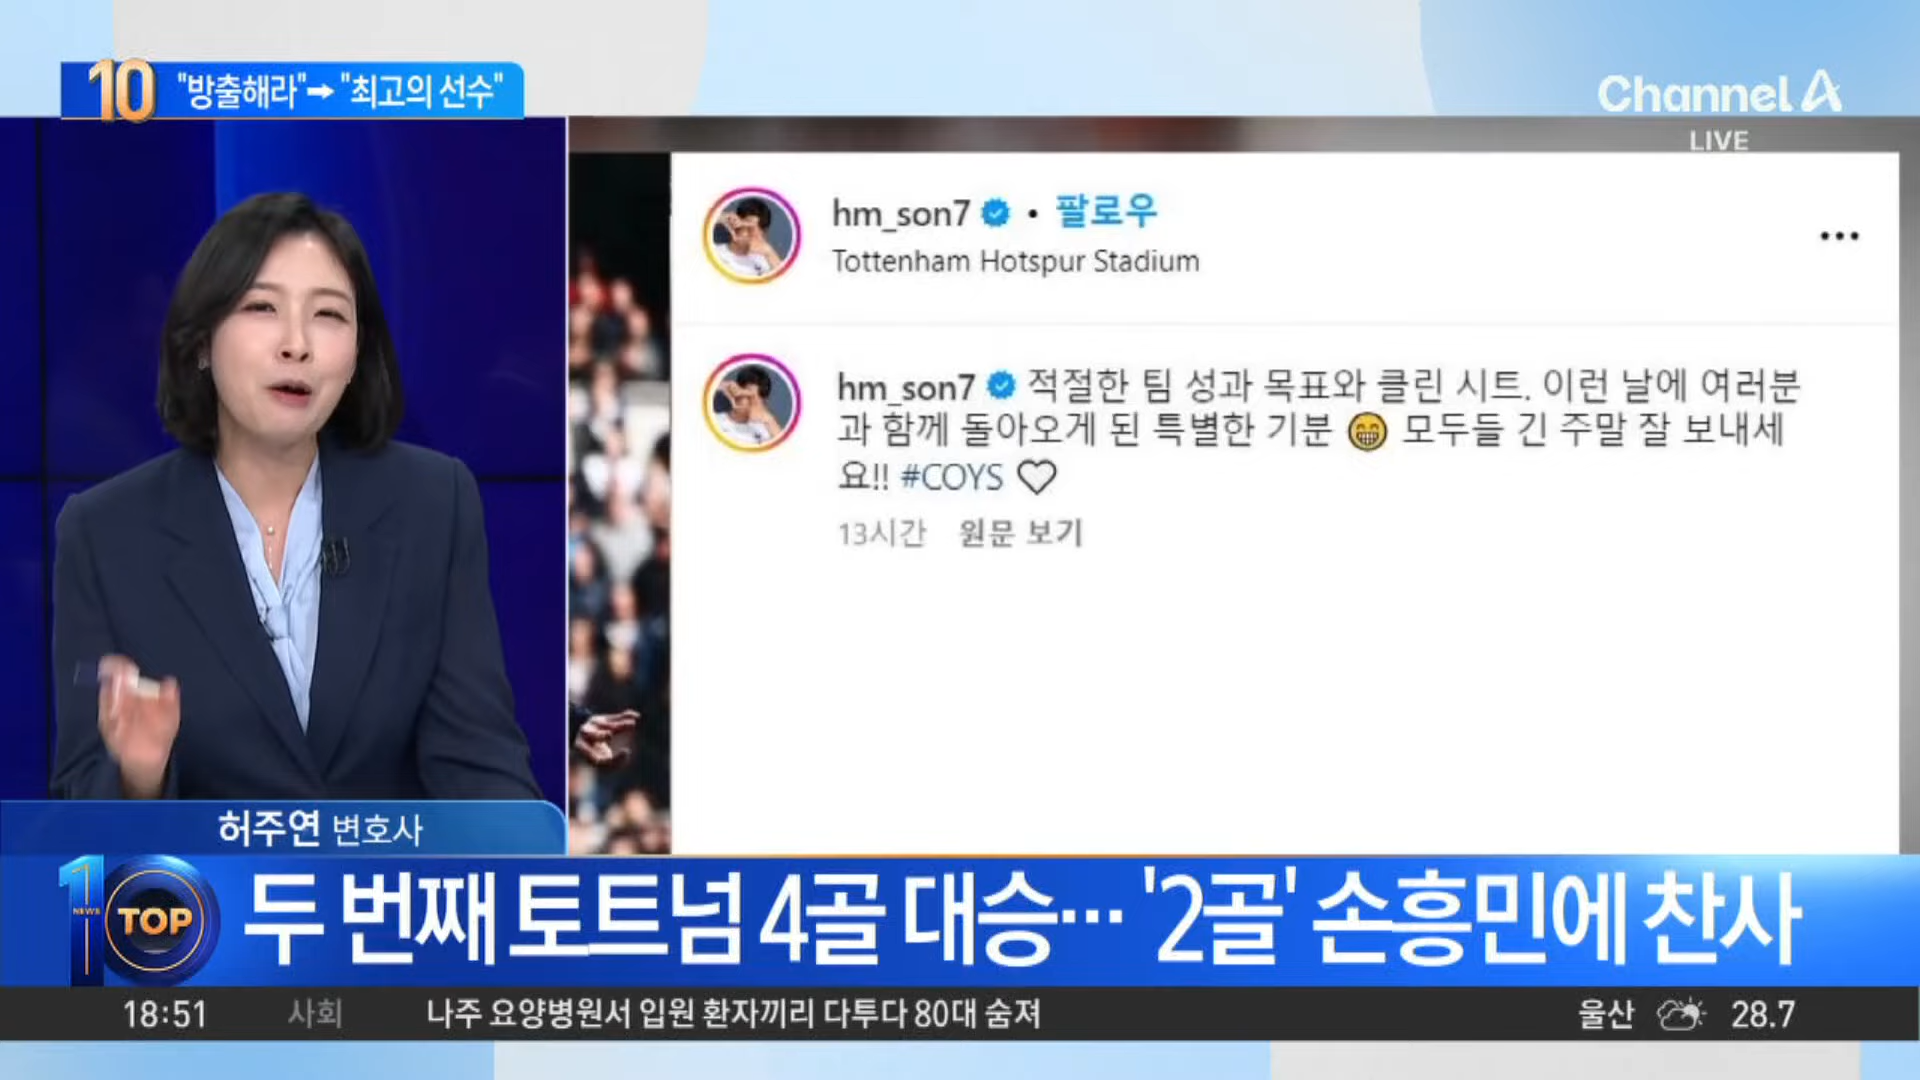 10 "방출해라"➡"최고의 선수"
Channel A
LIVE
hm_son7 • 팔로우
Tottenham Hotspur Stadium
hm_son7 적절한 팀 성과 목표와 클린 시트. 이런 날에 여러분
과 함께 돌아오게 된 특별한 기분 😁 모두들 긴 주말 잘 보내세
요!! #COYS ♡
13시간 원문 보기
허주연 변호사
10 NEWS TOP
두 번째 토트넘 4골 대승… '2골' 손흥민에 찬사
18:51 사회 나주 요양병원서 입원 환자끼리 다투다 80대 숨져 울산 28.7